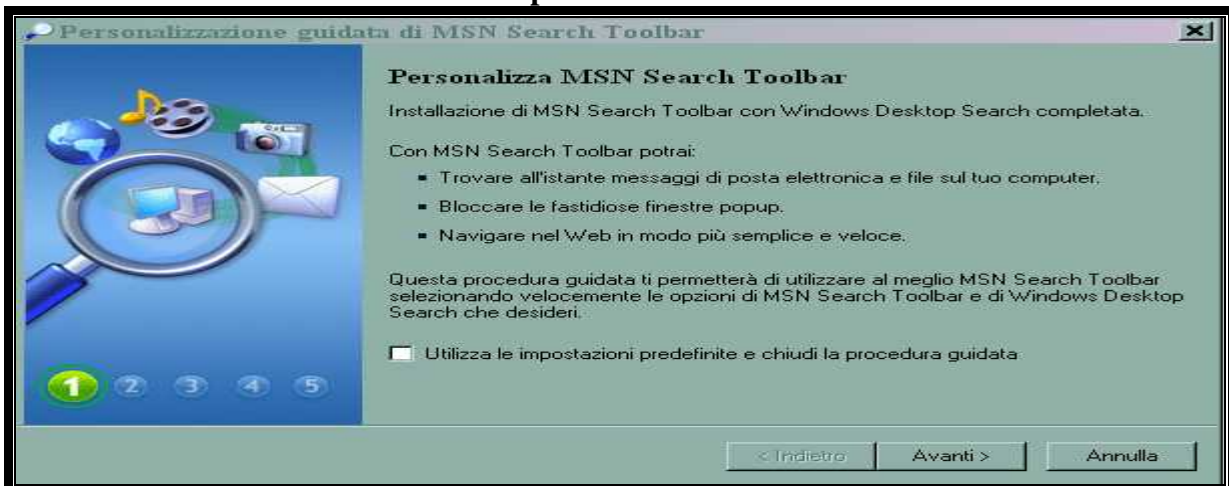 Personalizzazione guidata di MSN Search Toolbar
Personalizza MSN Search Toolbar
Installazione di MSN Search Toolbar con Windows Desktop Search completata.
Con MSN Search Toolbar potrai:
▪ Trovare all'istante messaggi di posta elettronica e file sul tuo computer.
▪ Bloccare le fastidiose finestre popup.
▪ Navigare nel Web in modo più semplice e veloce.
Questa procedura guidata ti permetterà di utilizzare al meglio MSN Search Toolbar
selezionando velocemente le opzioni di MSN Search Toolbar e di Windows Desktop
Search che desideri.
Utilizza le impostazioni predefinite e chiudi la procedura guidata
1 2 3 4 5
< Indietro Avanti > Annulla